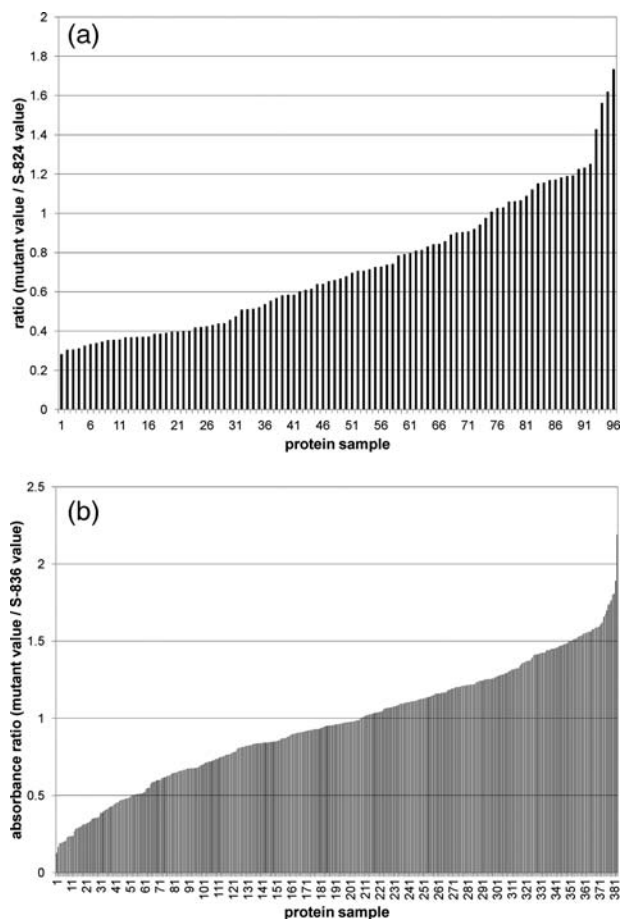 (a)
ratio (mutant value / S-824 value)
2
1.8
1.6
1.4
1.2
1
0.8
0.6
0.4
0.2
0
1 6 11 16 21 26 31 36 41 46 51 56 61 66 71 76 81 86 91 96
protein sample
(b)
absorbance ratio (mutant value / S-836 value)
2.5
2
1.5
1
0.5
0
1 11 21 31 41 51 61 71 81 91 101 111 121 131 141 151 161 171 181 191 201 211 221 231 241 251 261 271 281 291 301 311 321 331 341 351 361 371 381
protein sample